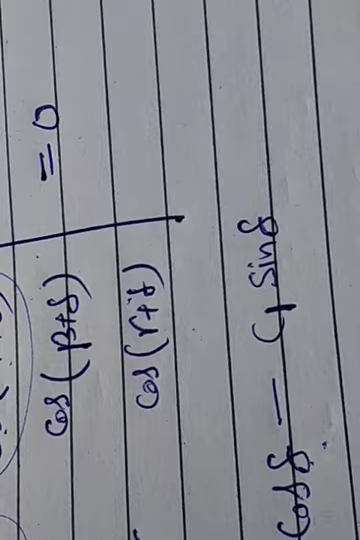 cos(β+δ)
= 0
cos(γ+δ)
cosδ — C₁ sinδ